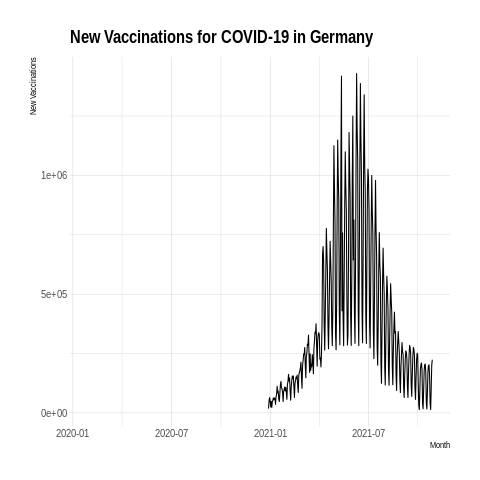 New Vaccinations for COVID-19 in Germany
New Vaccinations
1e+06
5e+05
0e+00
2020-01 2020-07 2021-01 2021-07
Month